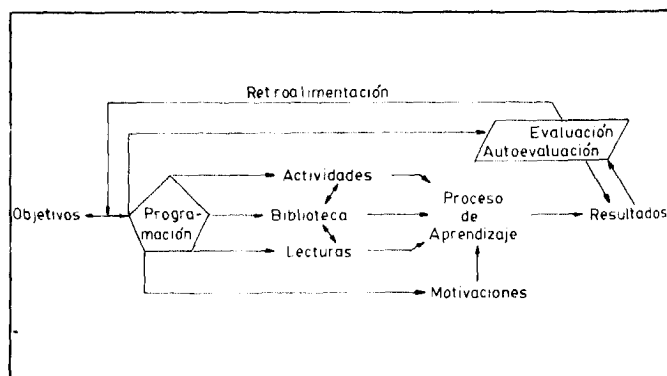 Retroalimentación
Evaluación
Autoevaluación
Actividades
Objetivos
Progra-
mación
Biblioteca
Proceso
de
Aprendizaje
Resultados
Lecturas
Motivaciones